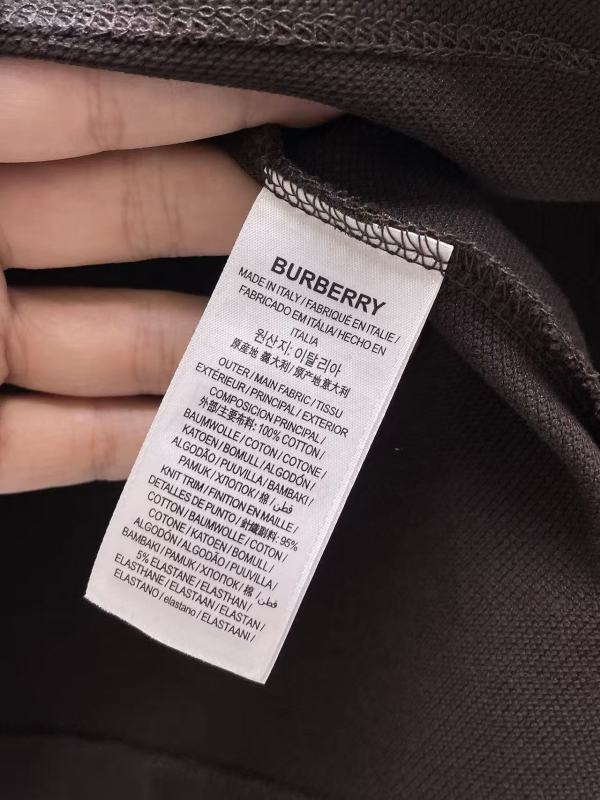 BURBERRY
MADE IN ITALY / FABRIQUÉ EN ITALIE /
FABRICADO EM ITÁLIA / HECHO EN
ITALIA
원산지: 이탈리아
原産地 義大利 / 原产地意大利
OUTER / MAIN FABRIC / TISSU
EXTÉRIEUR / PRINCIPAL / EXTERIOR
COMPOSICIÓN PRINCIPAL /
外部/主要布料: 100% COTTON /
BAUMWOLLE / COTON / COTONE /
KATOEN / BOMULL / ALGODÓN /
ALGODÃO / PUUVILLA / BAMBAKI /
PAMUK / ХЛОПОК / 棉 / قطن /
KNIT TRIM / FINITION EN MAILLE /
DETALLES DE PUNTO / 針織副料: 95%
COTTON / BAUMWOLLE / COTON /
COTONE / KATOEN / BOMULL /
ALGODÓN / ALGODÃO / PUUVILLA /
BAMBAKI / PAMUK / ХЛОПОК / 棉 / قطن /
5% ELASTANE / ELASTHAN /
ELASTHANE / ELASTAAN / ELASTAN /
ELASTANO / elastano / ELASTAANI /